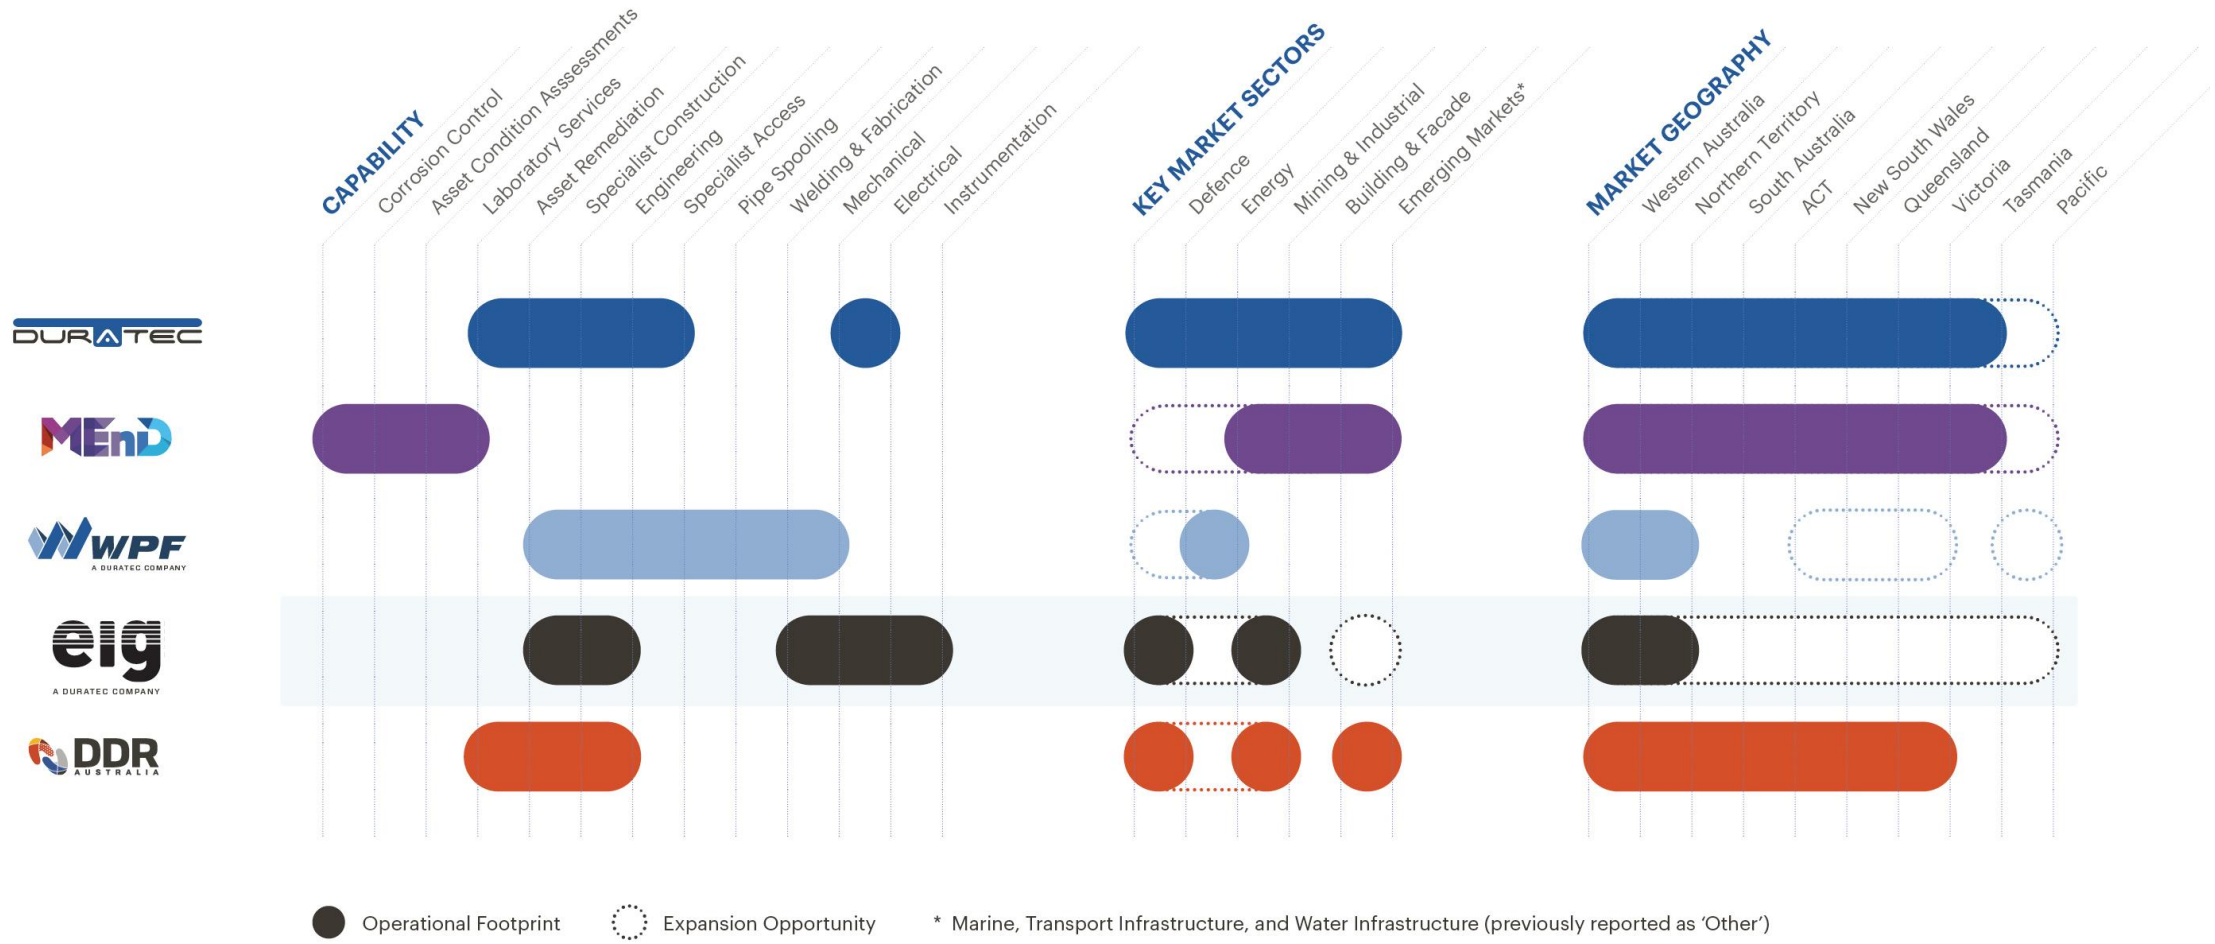 CAPABILITY
Corrosion Control
Asset Condition Assessments
Laboratory Services
Asset Remediation
Specialist Construction
Engineering
Specialist Access
Pipe Spooling
Welding & Fabrication
Mechanical
Electrical
Instrumentation
KEY MARKET SECTORS
Defence
Energy
Mining & Industrial
Building & Facade
Emerging Markets*
MARKET GEOGRAPHY
Western Australia
Northern Territory
South Australia
ACT
New South Wales
Queensland
Victoria
Tasmania
Pacific
DURATEC
MEnD
WPF
A DURATEC COMPANY
eig
A DURATEC COMPANY
DDR
AUSTRALIA
Operational Footprint
Expansion Opportunity
* Marine, Transport Infrastructure, and Water Infrastructure (previously reported as ‘Other’)